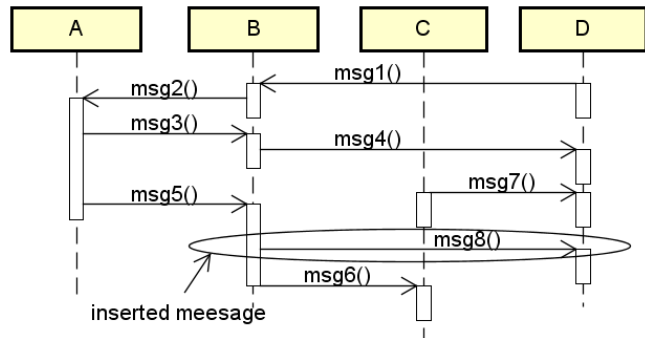 A B C D
msg1()
msg2()
msg3()
msg4()
msg7()
msg5()
msg8()
msg6()
inserted meesage